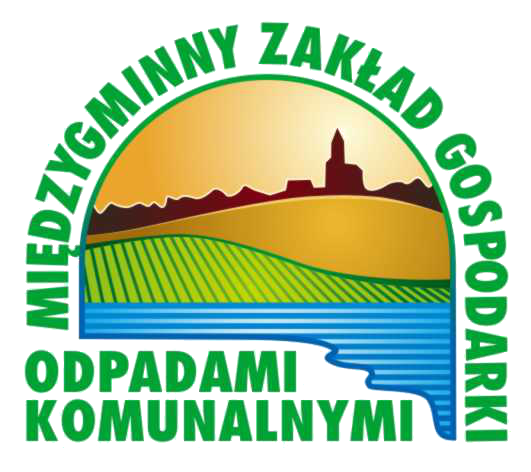 MIĘDZYGMINNY ZAKŁAD GOSPODARKI
ODPADAMI
KOMUNALNYMI